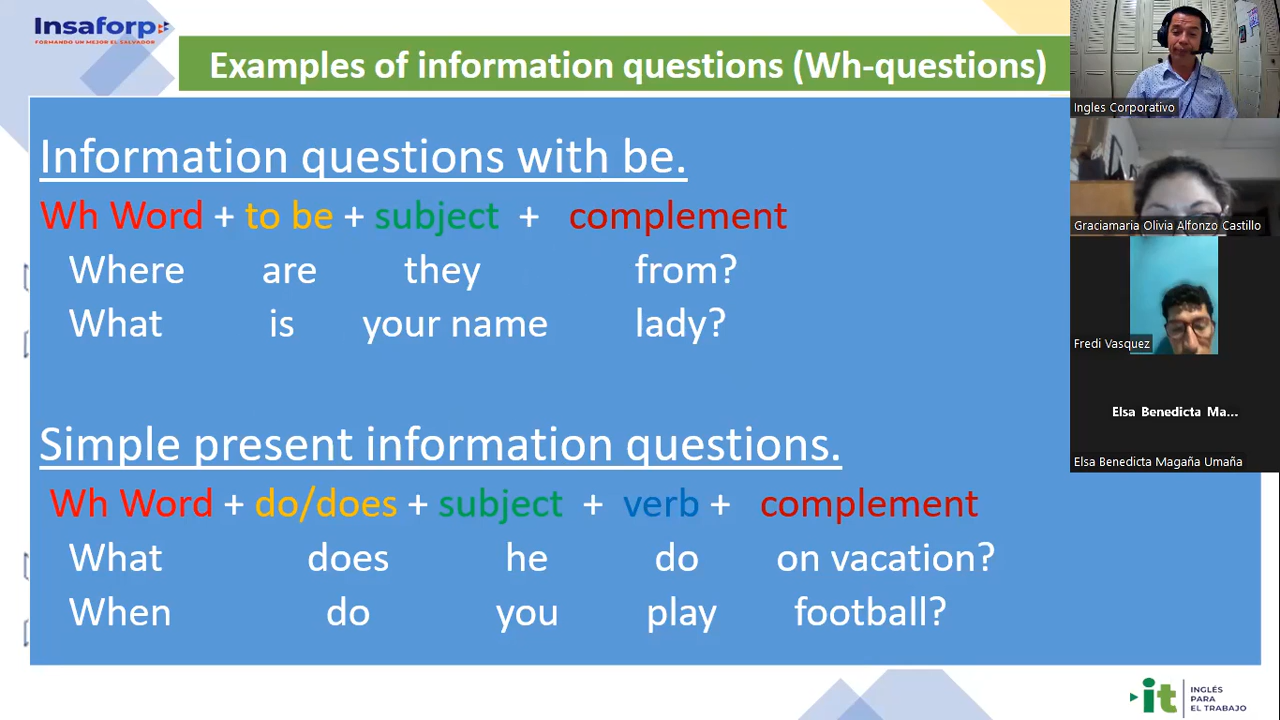 Insaforp
FORMANDO UN MEJOR EL SALVADOR
Examples of information questions (Wh-questions)
Information questions with be.
Wh Word + to be + subject + complement
Where are they from?
What is your name lady?
Simple present information questions.
Wh Word + do/does + subject + verb + complement
What does he do on vacation?
When do you play football?
Ingles Corporativo
Graciamaria Olivia Alfonzo Castillo
Fredi Vasquez
Elsa Benedicta Ma...
Elsa Benedicta Magaña Umaña
it
INGLÉS
PARA
EL TRABAJO